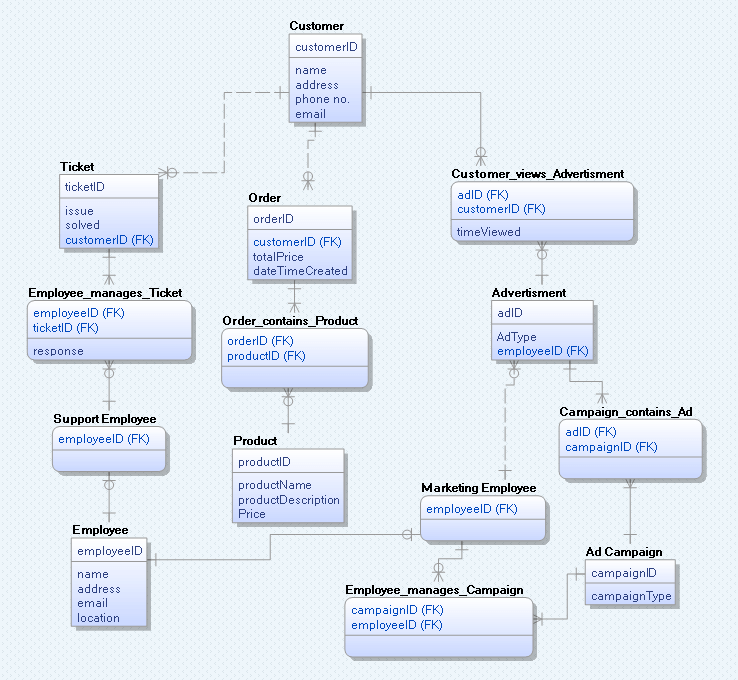 Customer
customerID
name
address
phone no.
email
Ticket
ticketID
issue
solved
customerID (FK)
Order
orderID
customerID (FK)
totalPrice
dateTimeCreated
Customer_views_Advertisment
adID (FK)
customerID (FK)
timeViewed
Employee_manages_Ticket
employeeID (FK)
ticketID (FK)
response
Order_contains_Product
orderID (FK)
productID (FK)
Advertisment
adID
AdType
employeeID (FK)
Support Employee
employeeID (FK)
Product
productID
productName
productDescription
Price
Campaign_contains_Ad
adID (FK)
campaignID (FK)
Marketing Employee
employeeID (FK)
Employee
employeeID
name
address
email
location
Ad Campaign
campaignID
campaignType
Employee_manages_Campaign
campaignID (FK)
employeeID (FK)